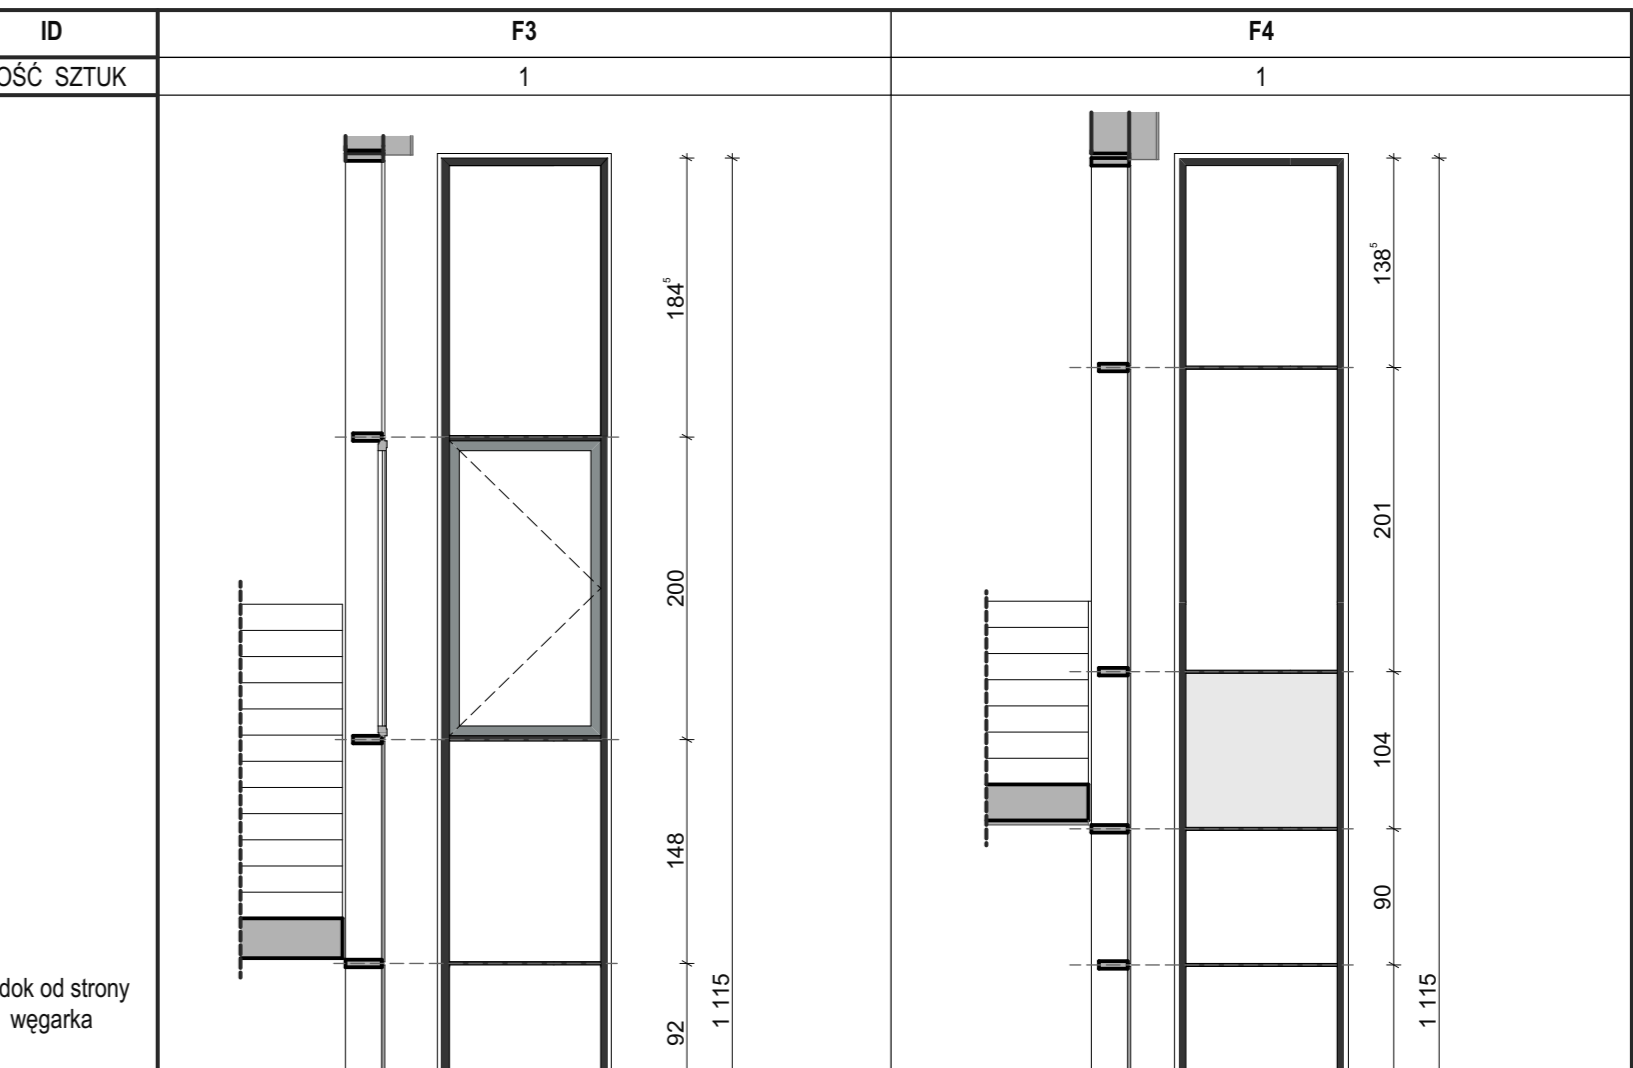 ID F3 F4
OŚĆ SZTUK 1 1
184⁵
200
148
92
1 115
138⁵
201
104
90
1 115
dok od strony
węgarka